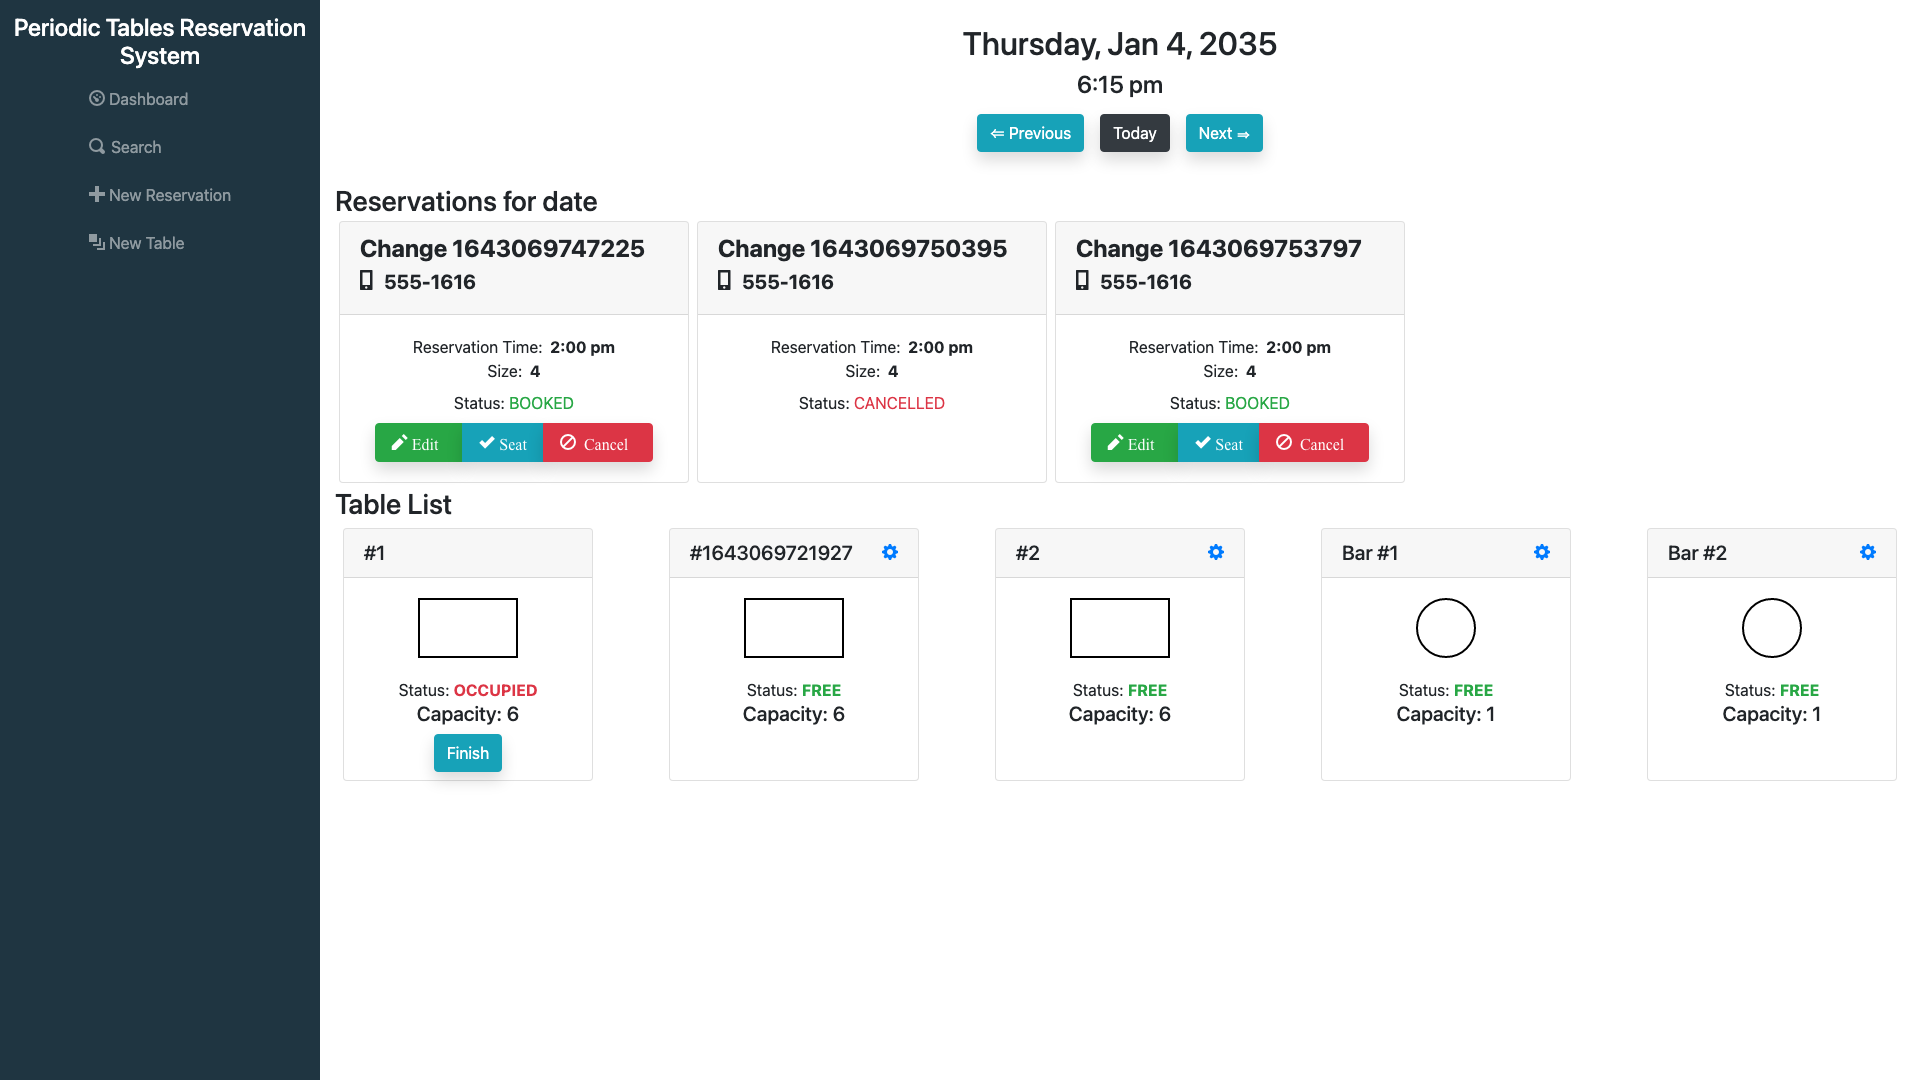 Periodic Tables Reservation
System
Dashboard
Search
New Reservation
New Table
Thursday, Jan 4, 2035
6:15 pm
⇐ Previous
Today
Next ⇒
Reservations for date
Change 1643069747225
555-1616
Reservation Time: 2:00 pm
Size: 4
Status: BOOKED
Edit
Seat
Cancel
Change 1643069750395
555-1616
Reservation Time: 2:00 pm
Size: 4
Status: CANCELLED
Change 1643069753797
555-1616
Reservation Time: 2:00 pm
Size: 4
Status: BOOKED
Edit
Seat
Cancel
Table List
#1
Status: OCCUPIED
Capacity: 6
Finish
#1643069721927
Status: FREE
Capacity: 6
#2
Status: FREE
Capacity: 6
Bar #1
Status: FREE
Capacity: 1
Bar #2
Status: FREE
Capacity: 1